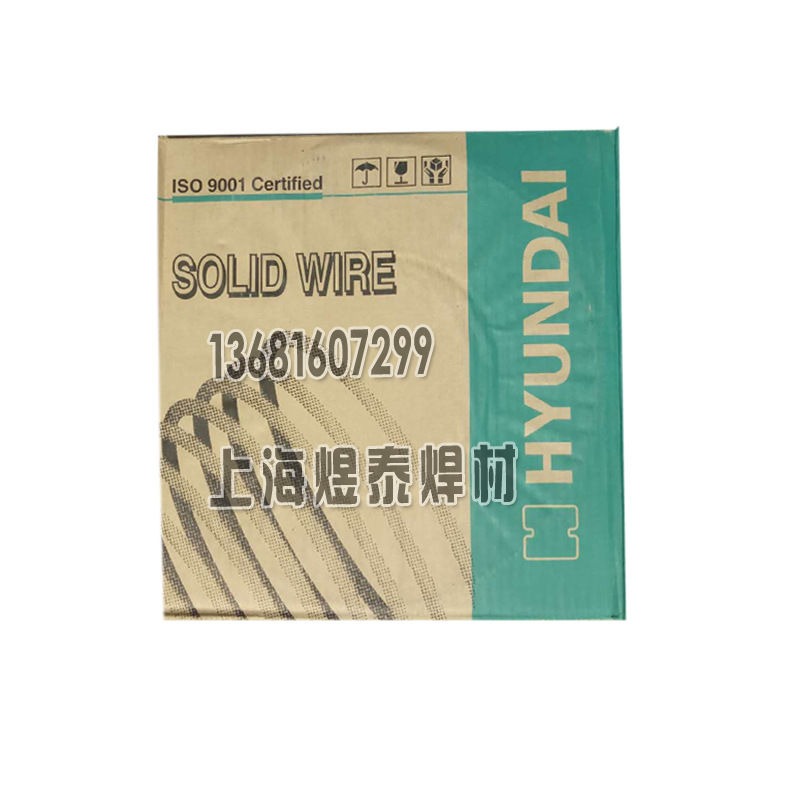 ISO 9001 Certified
SOLID WIRE
13681607299
上海煜泰焊材
HYUNDAI